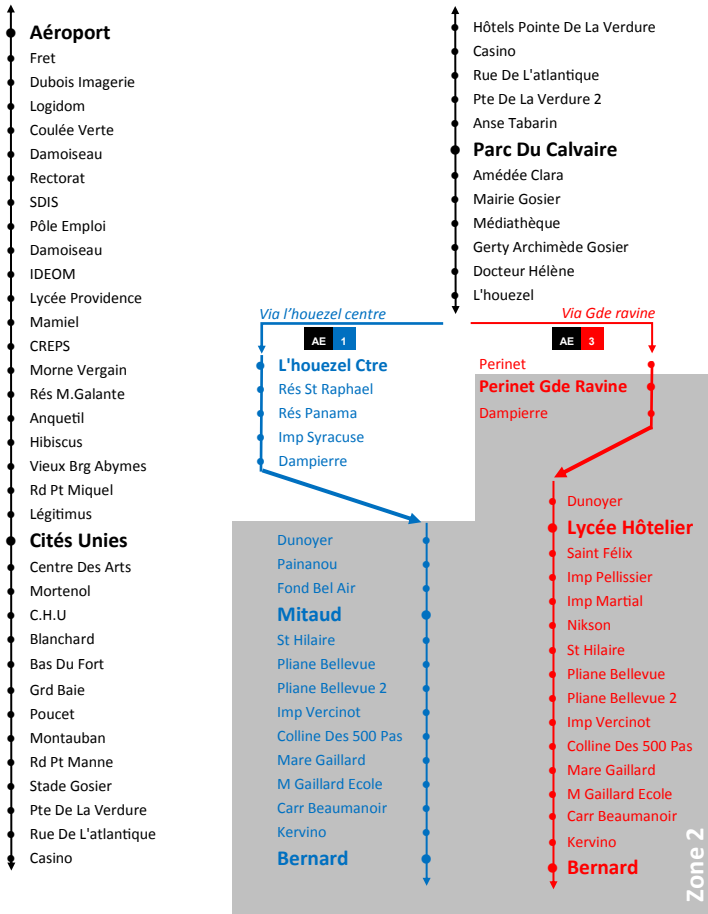 Aéroport
Fret
Dubois Imagerie
Logidom
Coulée Verte
Damoiseau
Rectorat
SDIS
Pôle Emploi
Damoiseau
IDEOM
Lycée Providence
Mamiel
CREPS
Morne Vergain
Rés M.Galante
Anquetil
Hibiscus
Vieux Brg Abymes
Rd Pt Miquel
Légitimus
Cités Unies
Centre Des Arts
Mortenol
C.H.U
Blanchard
Bas Du Fort
Grd Baie
Poucet
Montauban
Rd Pt Manne
Stade Gosier
Pte De La Verdure
Rue De L'atlantique
Casino
Hôtels Pointe De La Verdure
Casino
Rue De L'atlantique
Pte De La Verdure 2
Anse Tabarin
Parc Du Calvaire
Amédée Clara
Mairie Gosier
Médiathèque
Gerty Archimède Gosier
Docteur Hélène
L'houezel
Via l’houezel centre
AE 1
L'houezel Ctre
Rés St Raphael
Rés Panama
Imp Syracuse
Dampierre
Dunoyer
Painanou
Fond Bel Air
Mitaud
St Hilaire
Pliane Bellevue
Pliane Bellevue 2
Imp Vercinot
Colline Des 500 Pas
Mare Gaillard
M Gaillard Ecole
Carr Beaumanoir
Kervino
Bernard
Via Gde ravine
AE 3
Perinet
Perinet Gde Ravine
Dampierre
Dunoyer
Lycée Hôtelier
Saint Félix
Imp Pellissier
Imp Martial
Nikson
St Hilaire
Pliane Bellevue
Pliane Bellevue 2
Imp Vercinot
Colline Des 500 Pas
Mare Gaillard
M Gaillard Ecole
Carr Beaumanoir
Kervino
Bernard
Zone 2